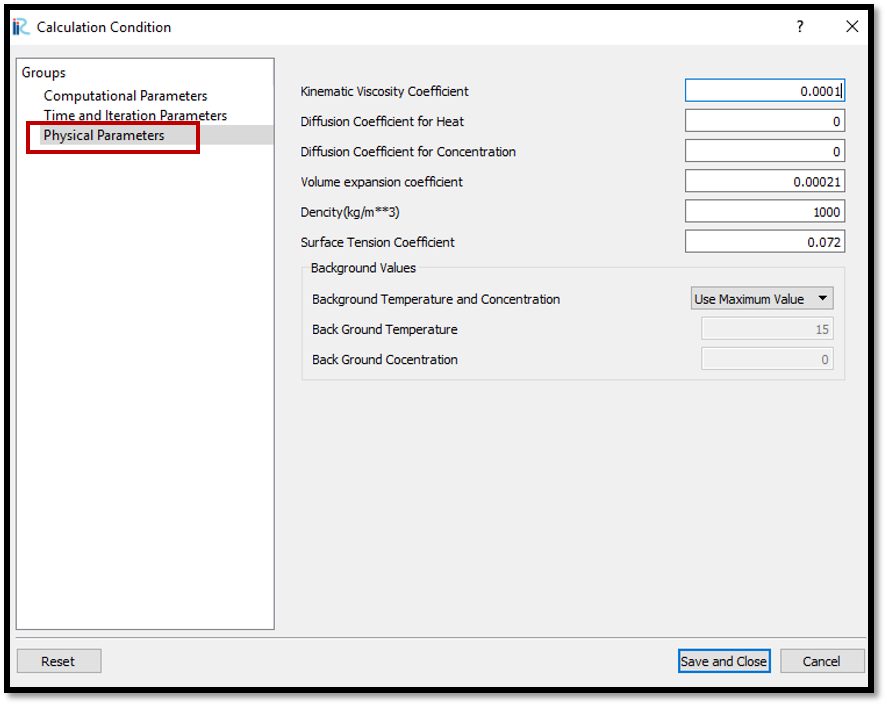 Calculation Condition ?
Groups
Computational Parameters
Time and Iteration Parameters
Physical Parameters
Kinematic Viscosity Coefficient 0.0001
Diffusion Coefficient for Heat 0
Diffusion Coefficient for Concentration 0
Volume expansion coefficient 0.00021
Dencity(kg/m**3) 1000
Surface Tension Coefficient 0.072
Background Values
Background Temperature and Concentration Use Maximum Value
Back Ground Temperature 15
Back Ground Cocentration 0
Reset Save and Close Cancel